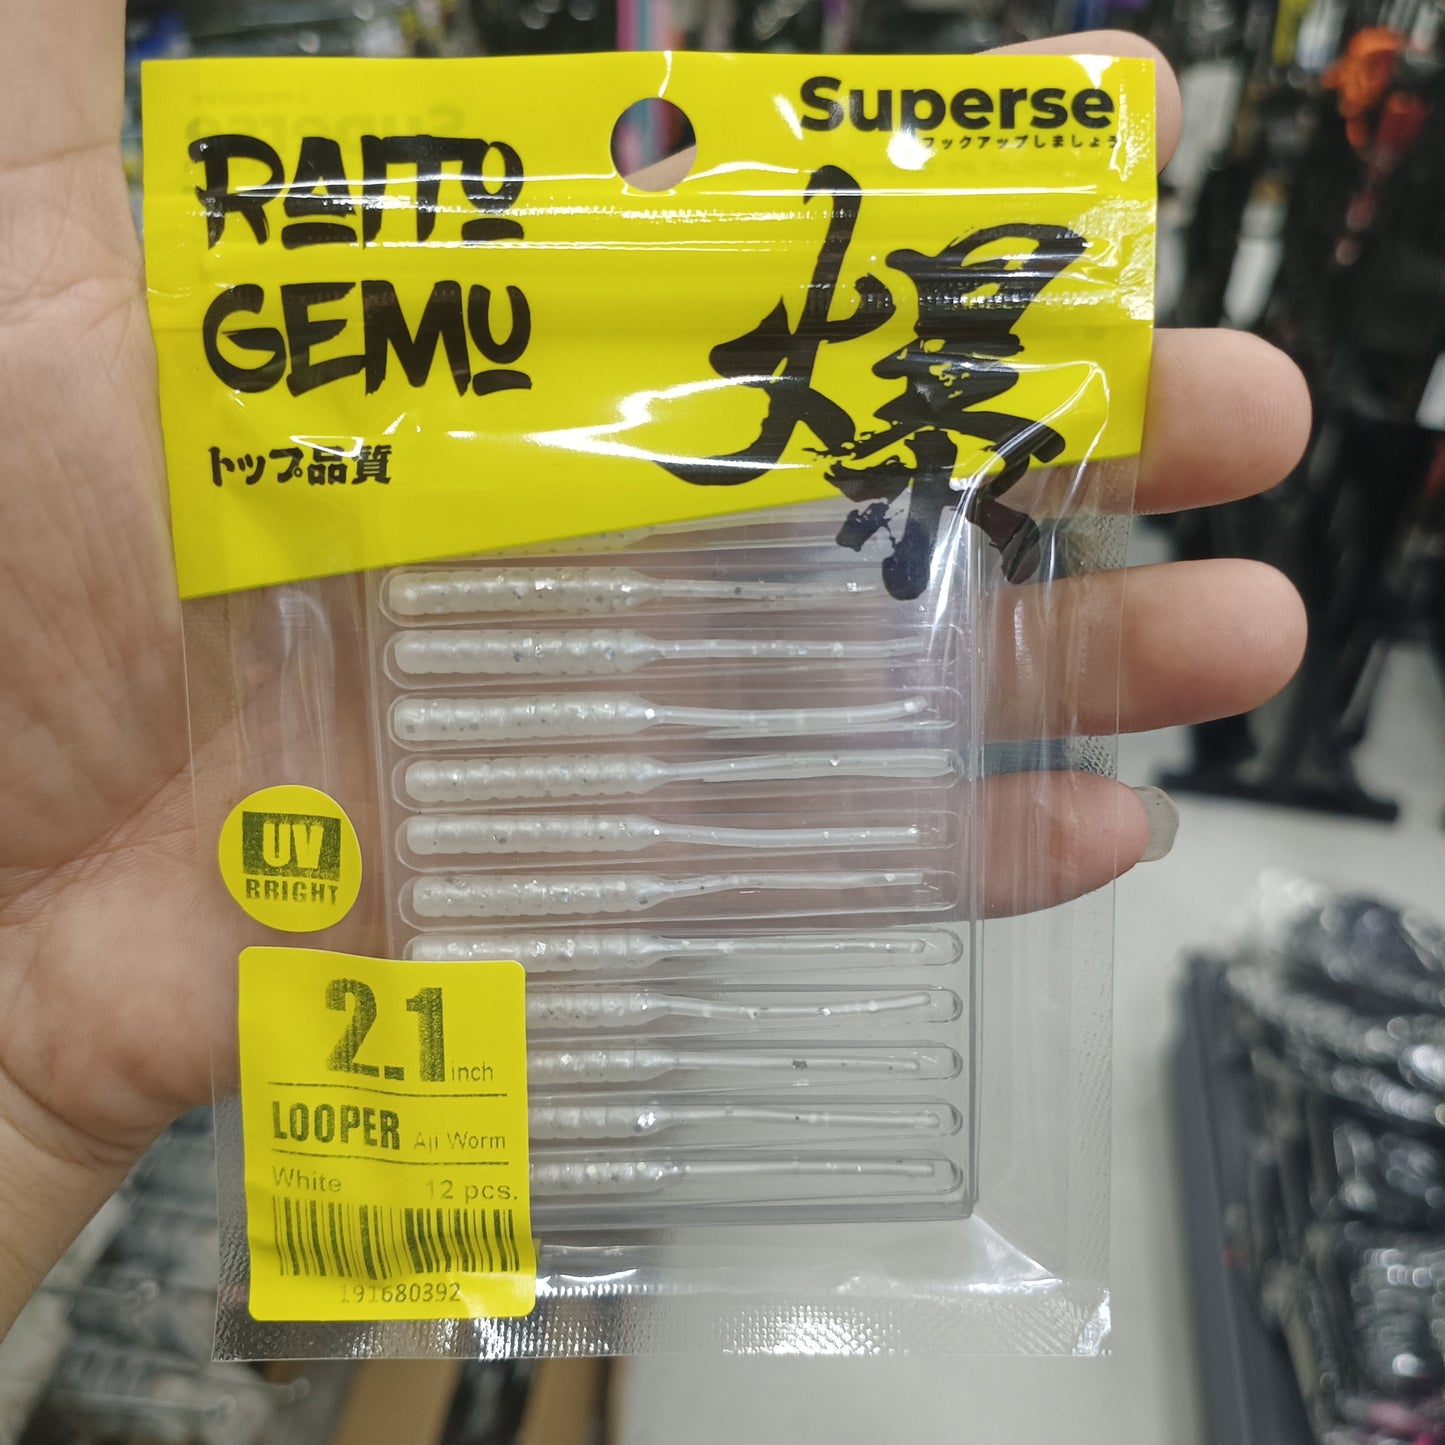 Superse
フックアップしましょう
RAITO
GEMU
爆
トップ品質
UV
BRIGHT
2.1 inch
LOOPER Aji Worm
White 12 pcs.
191680392